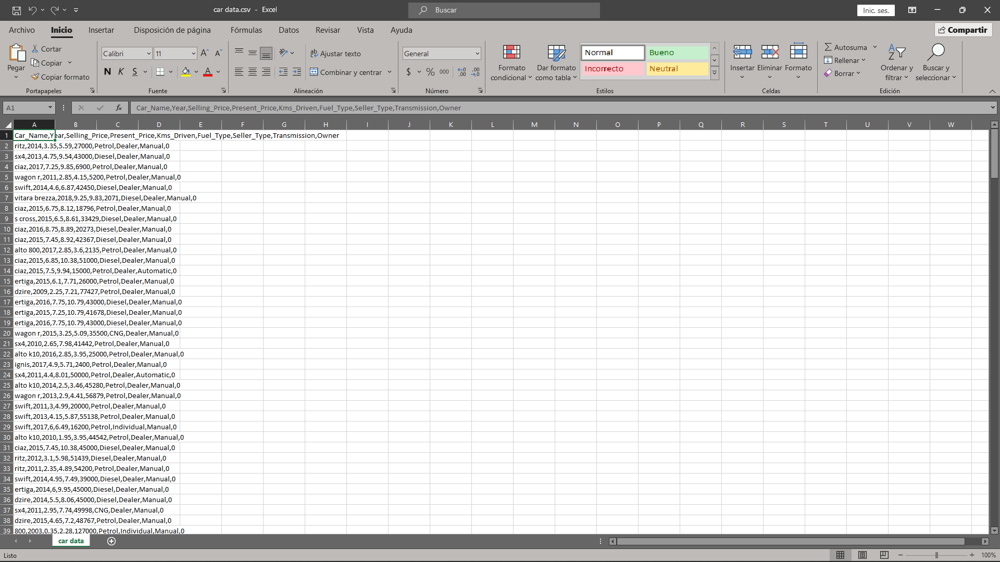 car data.csv - Excel
Buscar
Inic. ses.
Archivo Inicio Insertar Disposición de página Fórmulas Datos Revisar Vista Ayuda
Compartir
Pegar
Cortar
Copiar
Copiar formato
Portapapeles
Calibri 11
N K S
Fuente
Ajustar texto
Combinar y centrar
Alineación
General
$ % 000
Número
Formato condicional
Dar formato como tabla
Normal Bueno
Incorrecto Neutral
Estilos
Insertar Eliminar Formato
Celdas
Autosuma
Rellenar
Borrar
Ordenar y filtrar
Buscar y seleccionar
Edición
A1
fx
Car_Name,Year,Selling_Price,Present_Price,Kms_Driven,Fuel_Type,Seller_Type,Transmission,Owner
A B C D E F G H I J K L M N O P Q R S T U V W
1 Car_Name,Year,Selling_Price,Present_Price,Kms_Driven,Fuel_Type,Seller_Type,Transmission,Owner
2 ritz,2014,3.35,5.59,27000,Petrol,Dealer,Manual,0
3 sx4,2013,4.75,9.54,43000,Diesel,Dealer,Manual,0
4 ciaz,2017,7.25,9.85,6900,Petrol,Dealer,Manual,0
5 wagon r,2011,2.85,4.15,5200,Petrol,Dealer,Manual,0
6 swift,2014,4.6,6.87,42450,Diesel,Dealer,Manual,0
7 vitara brezza,2018,9.25,9.83,2071,Diesel,Dealer,Manual,0
8 ciaz,2015,6.75,8.12,18796,Petrol,Dealer,Manual,0
9 s cross,2015,6.5,8.61,33429,Diesel,Dealer,Manual,0
10 ciaz,2016,8.75,8.89,20273,Diesel,Dealer,Manual,0
11 ciaz,2015,7.45,8.92,42367,Diesel,Dealer,Manual,0
12 alto 800,2017,2.85,3.6,2135,Petrol,Dealer,Manual,0
13 ciaz,2015,6.85,10.38,51000,Diesel,Dealer,Manual,0
14 ciaz,2015,7.5,9.94,15000,Petrol,Dealer,Automatic,0
15 ertiga,2015,6.1,7.71,26000,Petrol,Dealer,Manual,0
16 dzire,2009,2.25,7.21,77427,Petrol,Dealer,Manual,0
17 ertiga,2016,7.75,10.79,43000,Diesel,Dealer,Manual,0
18 ertiga,2015,7.25,10.79,41678,Diesel,Dealer,Manual,0
19 ertiga,2016,7.75,10.79,43000,Diesel,Dealer,Manual,0
20 wagon r,2015,3.25,5.09,35500,CNG,Dealer,Manual,0
21 sx4,2010,2.65,7.98,41442,Petrol,Dealer,Manual,0
22 alto k10,2016,2.85,3.95,25000,Petrol,Dealer,Manual,0
23 ignis,2017,4.9,5.71,2400,Petrol,Dealer,Manual,0
24 sx4,2011,4.4,8.01,50000,Petrol,Dealer,Automatic,0
25 alto k10,2014,2.5,3.46,45280,Petrol,Dealer,Manual,0
26 wagon r,2013,2.9,4.41,56879,Petrol,Dealer,Manual,0
27 swift,2011,3,4.99,20000,Petrol,Dealer,Manual,0
28 swift,2013,4.15,5.87,55138,Petrol,Dealer,Manual,0
29 swift,2017,6,6.49,16200,Petrol,Individual,Manual,0
30 alto k10,2010,1.95,3.95,44542,Petrol,Dealer,Manual,0
31 ciaz,2015,7.45,10.38,45000,Diesel,Dealer,Manual,0
32 ritz,2012,3.1,5.98,51439,Diesel,Dealer,Manual,0
33 ritz,2011,2.35,4.89,54200,Petrol,Dealer,Manual,0
34 swift,2014,4.95,7.49,39000,Diesel,Dealer,Manual,0
35 ertiga,2014,6,9.95,45000,Diesel,Dealer,Manual,0
36 dzire,2014,5.5,8.06,45000,Diesel,Dealer,Manual,0
37 sx4,2011,2.95,7.74,49998,CNG,Dealer,Manual,0
38 dzire,2015,4.65,7.2,48767,Petrol,Dealer,Manual,0
39 800,2003,0.35,2.28,127000,Petrol,Individual,Manual,0
car data
Listo
100%